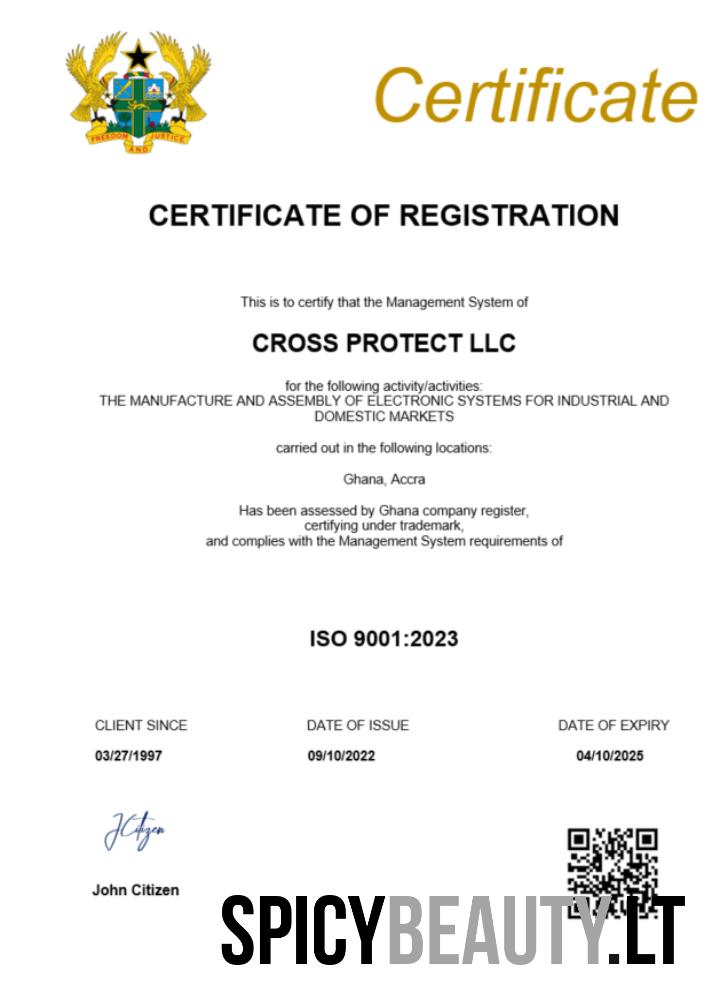 FREEDOM AND JUSTICE
Certificate
CERTIFICATE OF REGISTRATION
This is to certify that the Management System of
CROSS PROTECT LLC
for the following activity/activities:
THE MANUFACTURE AND ASSEMBLY OF ELECTRONIC SYSTEMS FOR INDUSTRIAL AND
DOMESTIC MARKETS
carried out in the following locations:
Ghana, Accra
Has been assessed by Ghana company register,
certifying under trademark,
and complies with the Management System requirements of
ISO 9001:2023
CLIENT SINCE DATE OF ISSUE DATE OF EXPIRY
03/27/1997 09/10/2022 04/10/2025
JCitizen
John Citizen
SPICYBEAUTY.LT